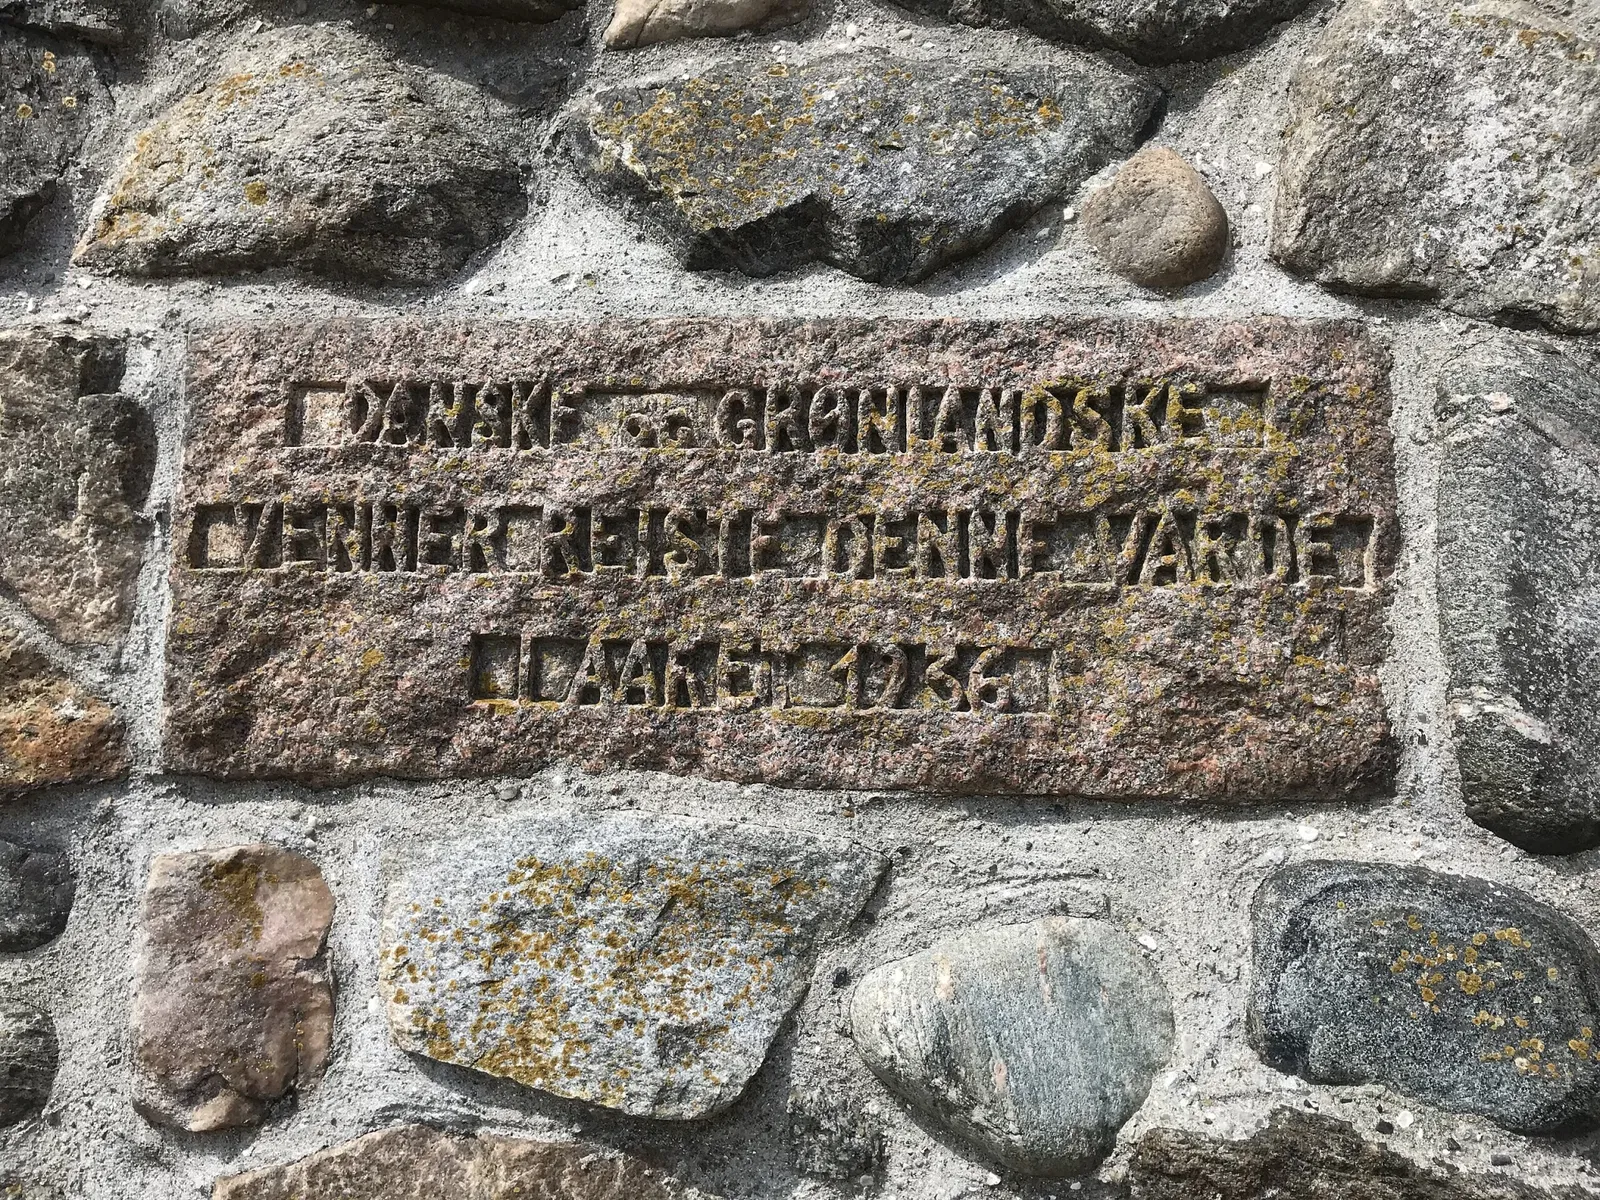 DANSKE OG GRØNLANDSKE
VENNER REISTE DENNE VARDE
I AARET 1936